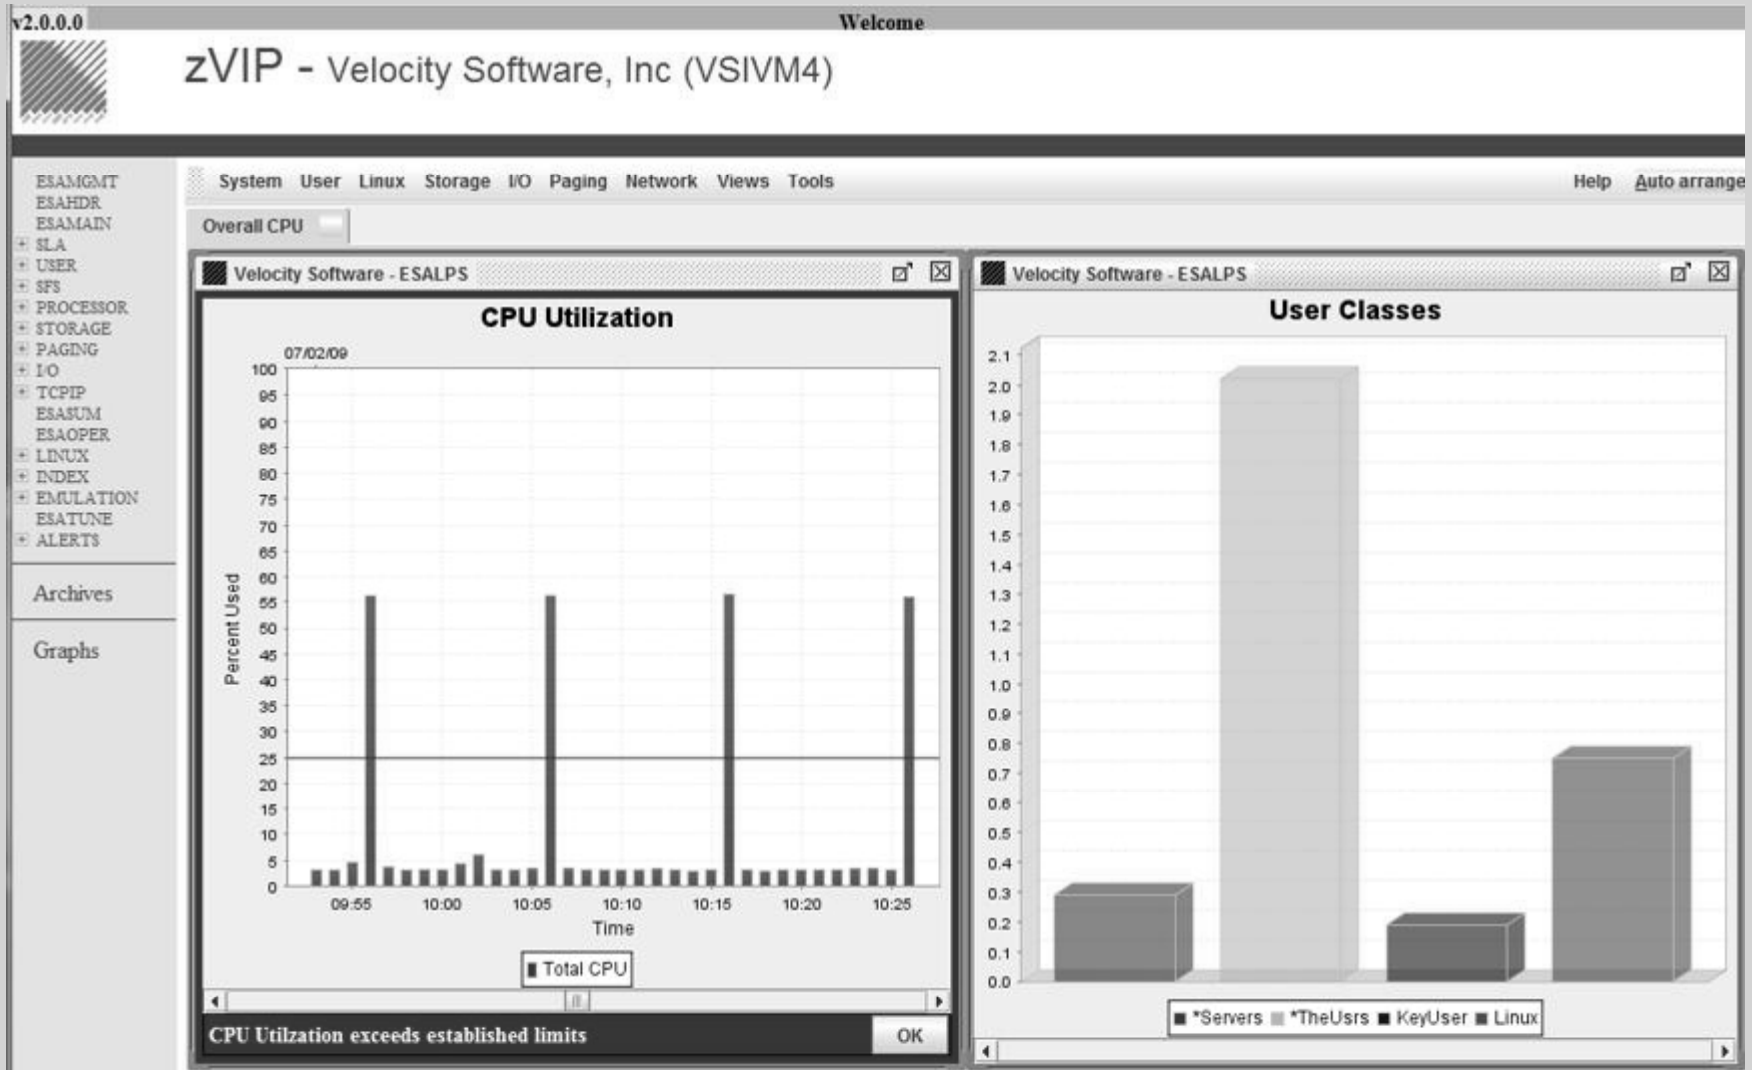 v2.0.0.0
Welcome
zVIP - Velocity Software, Inc (VSIVM4)
ESAMGMT
ESAHDR
ESAMAIN
+ SLA
+ USER
+ SFS
+ PROCESSOR
+ STORAGE
+ PAGING
+ I/O
+ TCPIP
ESASUM
ESAOPER
+ LINUX
+ INDEX
+ EMULATION
ESATUNE
+ ALERTS
Archives
Graphs
System User Linux Storage I/O Paging Network Views Tools
Help Auto arrange
Overall CPU
Velocity Software - ESALPS
CPU Utilization
07/02/09
100
95
90
85
80
75
70
65
60
55
50
45
40
35
30
25
20
15
10
5
0
Percent Used
09:55 10:00 10:05 10:10 10:15 10:20 10:25
Time
Total CPU
CPU Utilzation exceeds established limits
OK
Velocity Software - ESALPS
User Classes
2.1
2.0
1.9
1.8
1.7
1.6
1.5
1.4
1.3
1.2
1.1
1.0
0.9
0.8
0.7
0.6
0.5
0.4
0.3
0.2
0.1
0.0
*Servers *TheUsrs KeyUser Linux